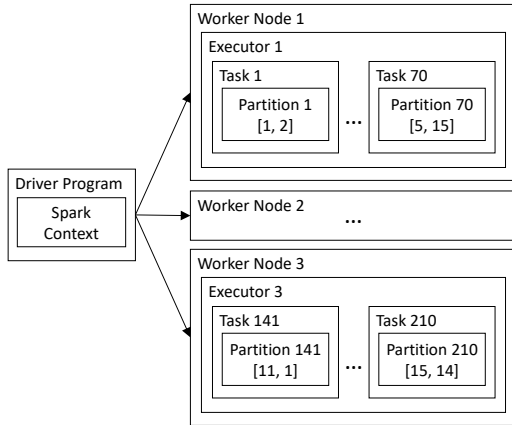 Driver Program
Spark
Context
Worker Node 1
Executor 1
Task 1
Partition 1
[1, 2]
...
Task 70
Partition 70
[5, 15]
Worker Node 2
...
Worker Node 3
Executor 3
Task 141
Partition 141
[11, 1]
...
Task 210
Partition 210
[15, 14]